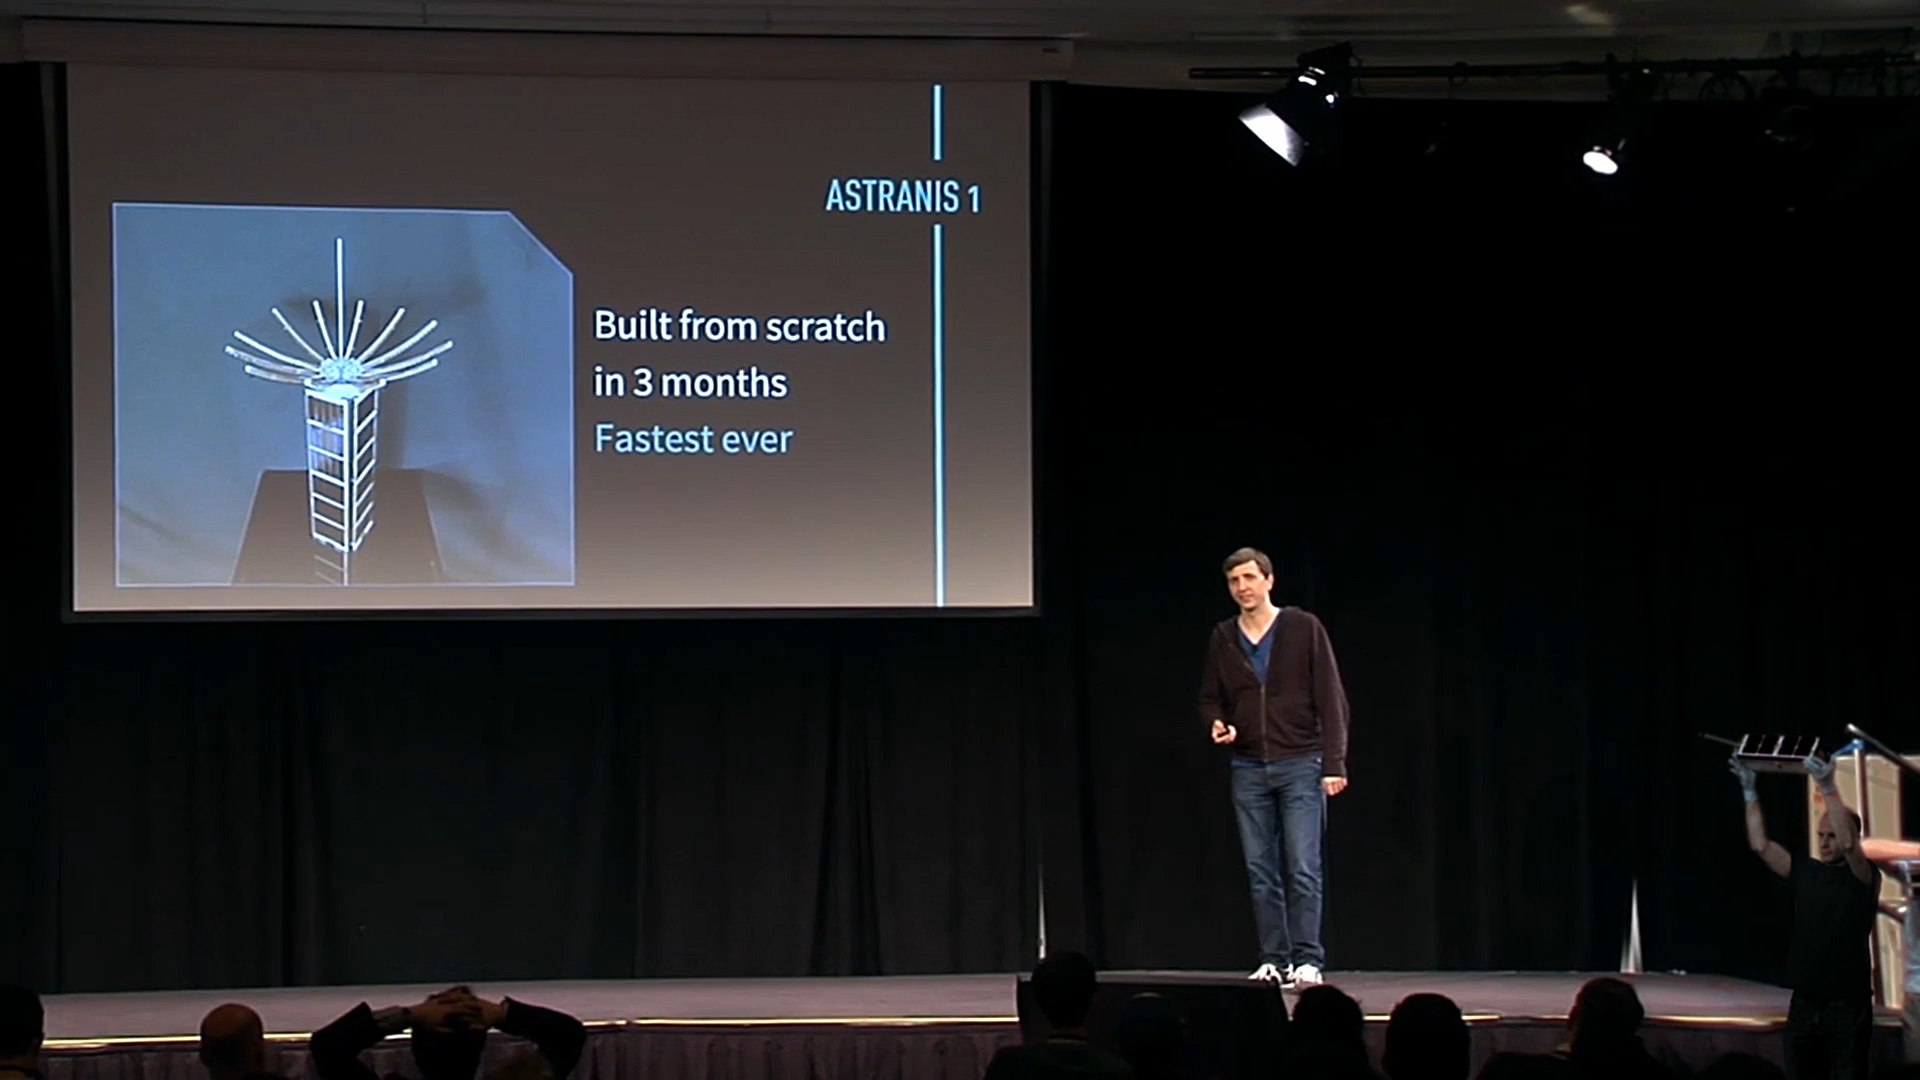 ASTRANIS 1
Built from scratch
in 3 months
Fastest ever